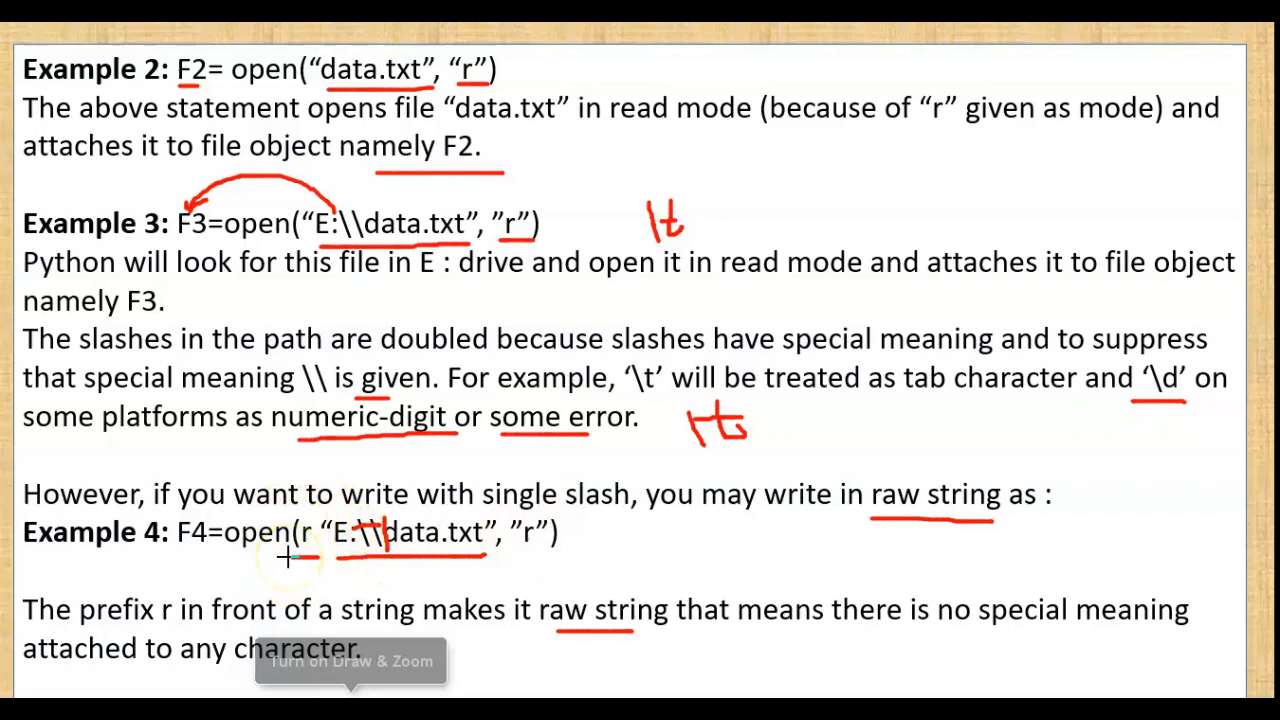 Example 2: F2= open(“data.txt”, “r”)
The above statement opens file “data.txt” in read mode (because of “r” given as mode) and
attaches it to file object namely F2.
Example 3: F3=open(“E:\\data.txt”, ”r”)
\t
Python will look for this file in E : drive and open it in read mode and attaches it to file object
namely F3.
The slashes in the path are doubled because slashes have special meaning and to suppress
that special meaning \\ is given. For example, ‘\t’ will be treated as tab character and ‘\d’ on
some platforms as numeric-digit or some error.
rt
However, if you want to write with single slash, you may write in raw string as :
Example 4: F4=open(r “E:\\data.txt”, ”r”)
The prefix r in front of a string makes it raw string that means there is no special meaning
attached to any character.
Turn on Draw & Zoom